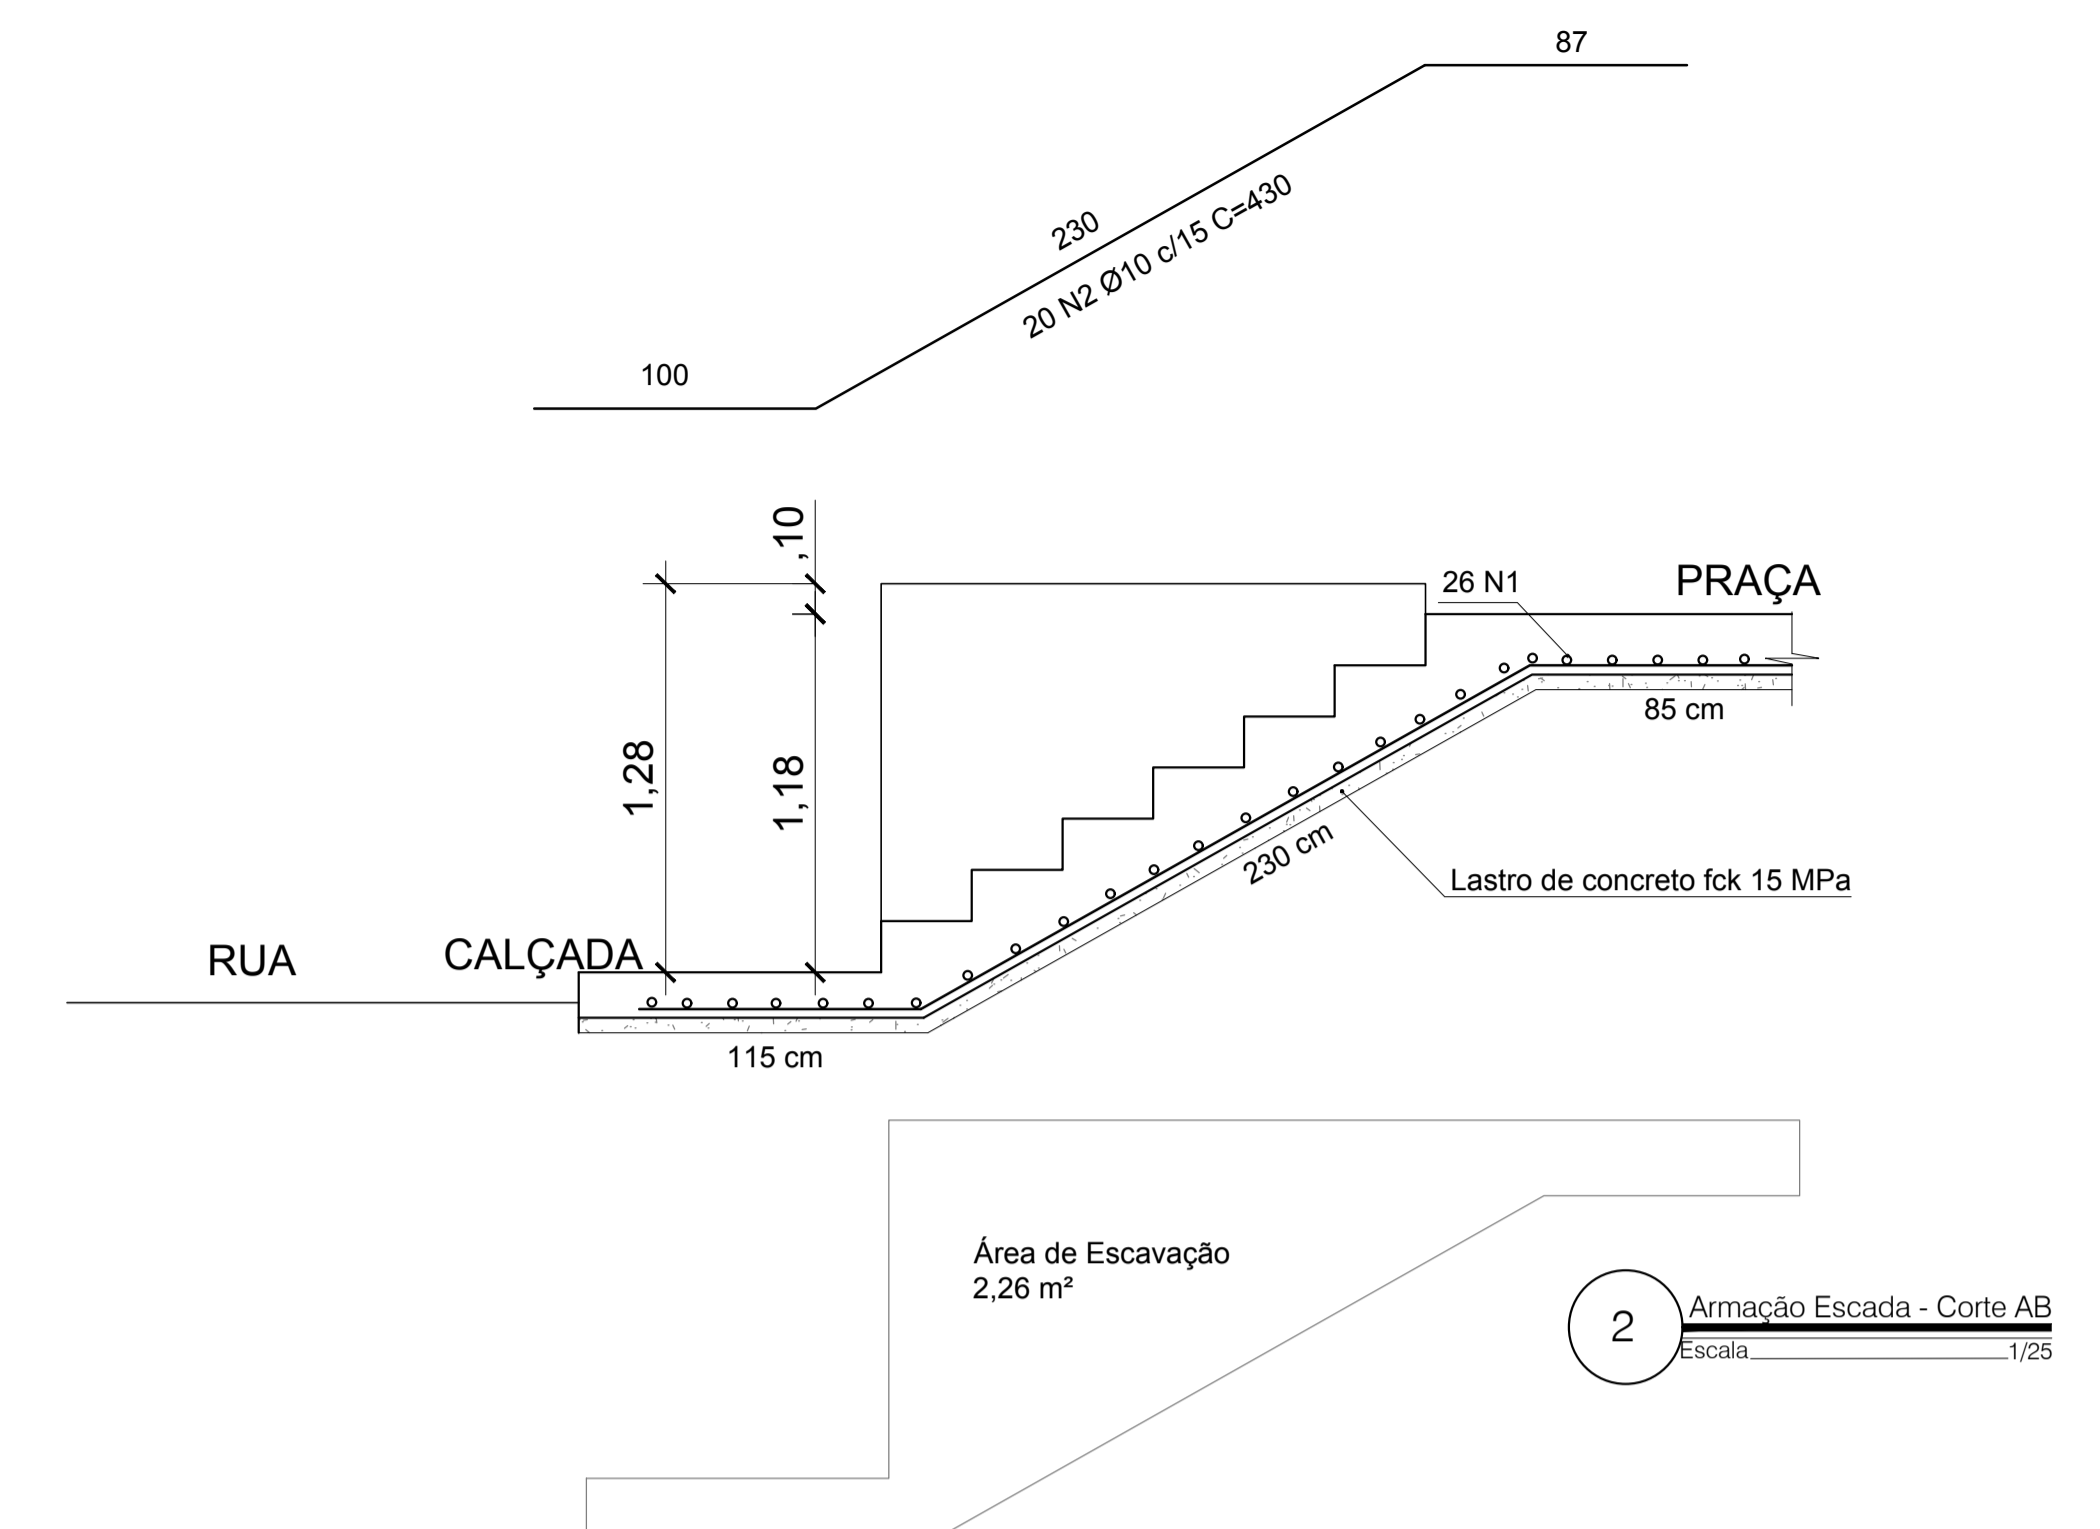 87
230
20 N2 Ø10 c/15 C=430
100
,10
26 N1
PRAÇA
1,28
1,18
85 cm
230 cm
Lastro de concreto fck 15 MPa
RUA
CALÇADA
115 cm
Área de Escavação
2,26 m²
2
Armação Escada - Corte AB
Escala
1/25